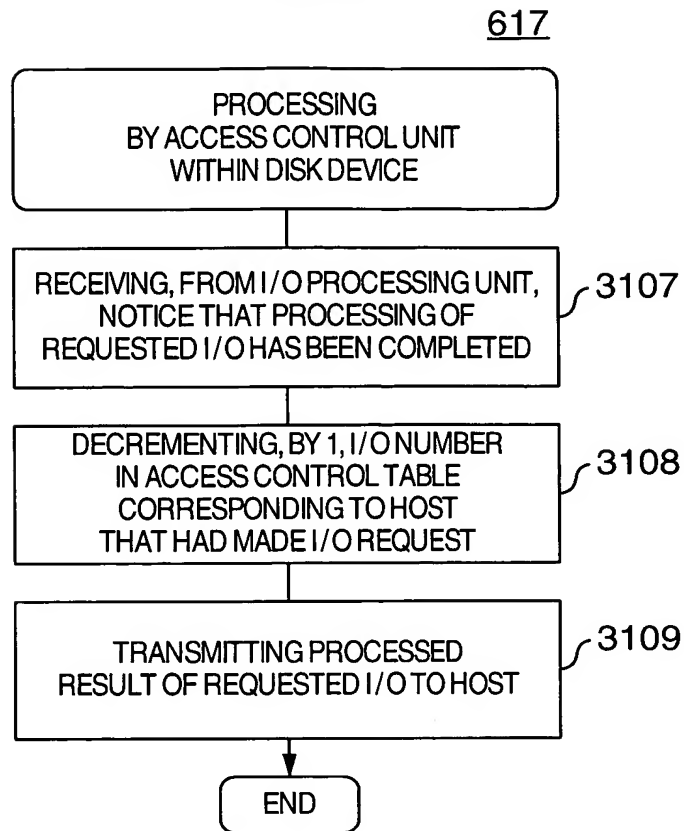 617
PROCESSING
BY ACCESS CONTROL UNIT
WITHIN DISK DEVICE
RECEIVING, FROM I/O PROCESSING UNIT,
NOTICE THAT PROCESSING OF
REQUESTED I/O HAS BEEN COMPLETED
3107
DECREMENTING, BY 1, I/O NUMBER
IN ACCESS CONTROL TABLE
CORRESPONDING TO HOST
THAT HAD MADE I/O REQUEST
3108
TRANSMITTING PROCESSED
RESULT OF REQUESTED I/O TO HOST
3109
END